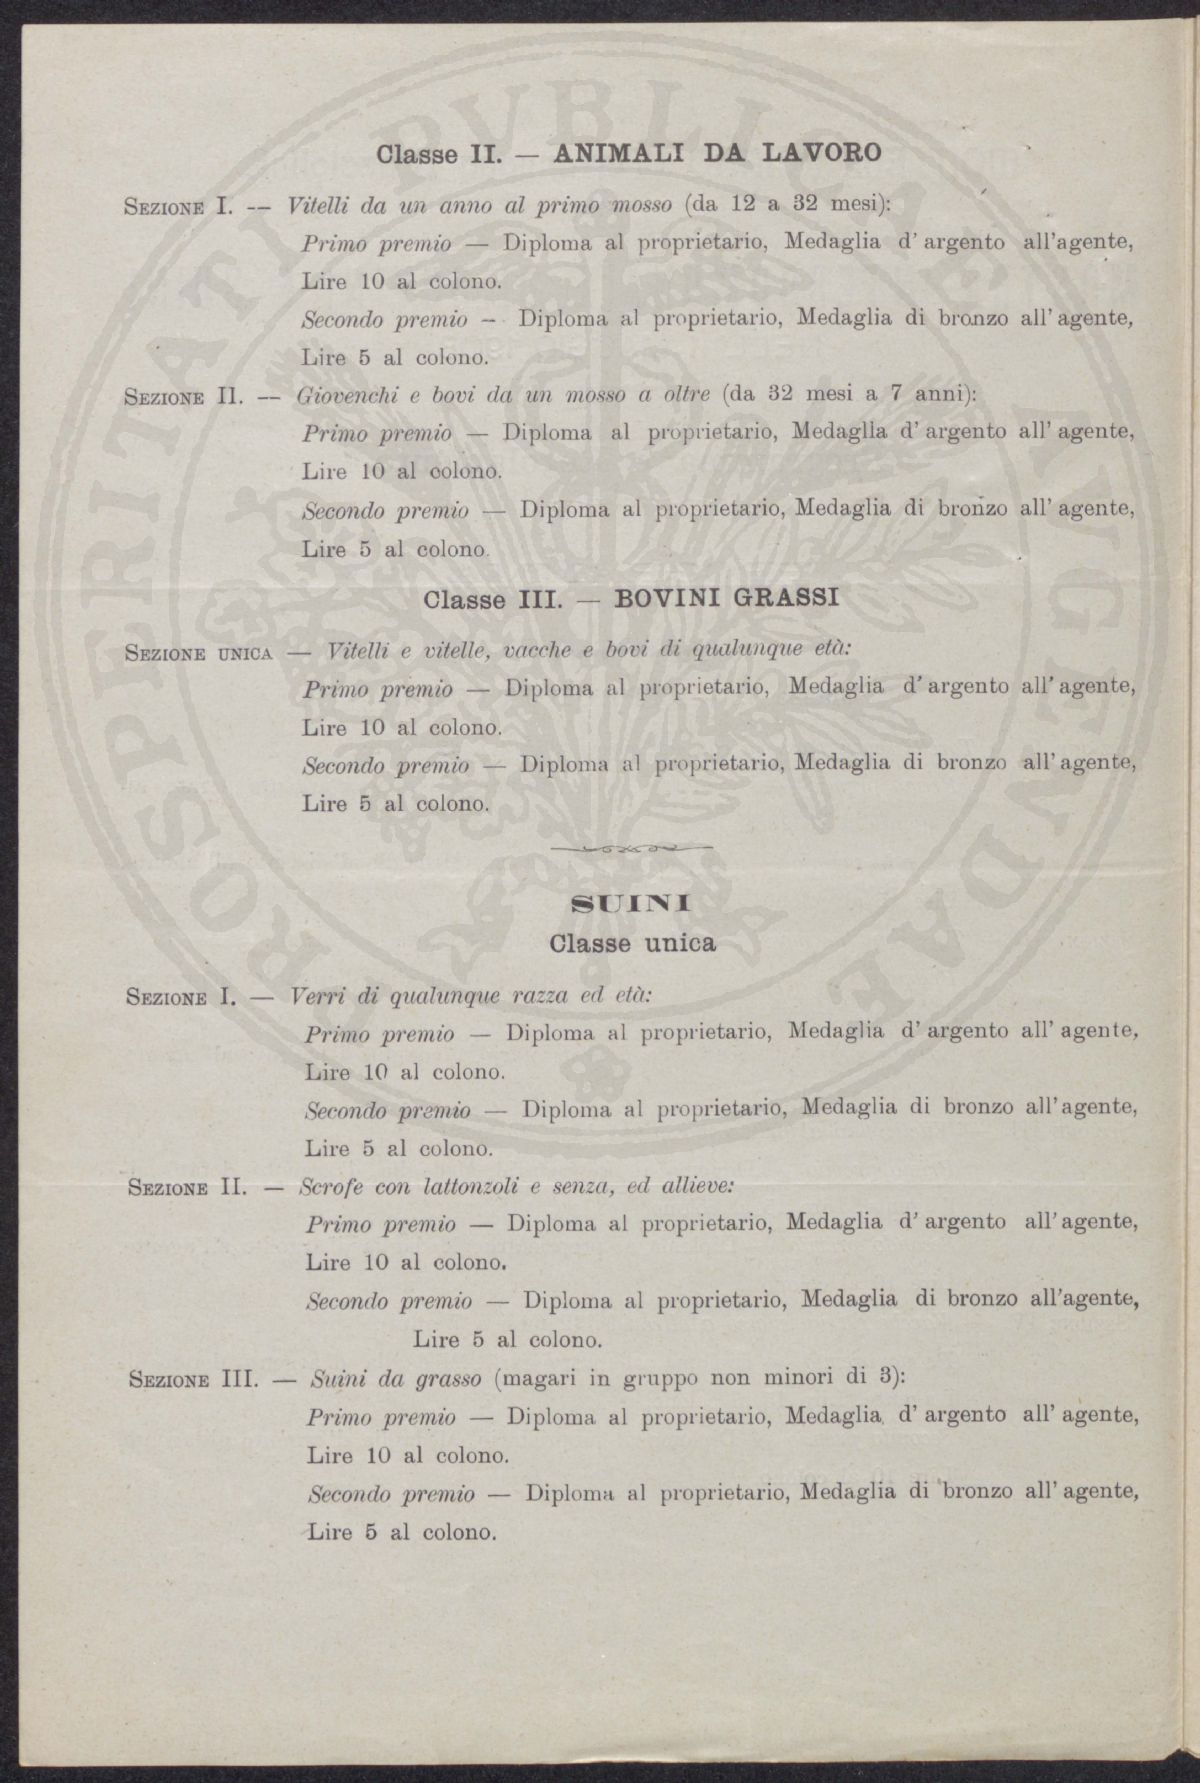 Classe II. — ANIMALI DA LAVORO
SEZIONE I. — Vitelli da un anno al primo mosso (da 12 a 32 mesi):
Primo premio — Diploma al proprietario, Medaglia d' argento all'agente,
Lire 10 al colono.
Secondo premio — Diploma al proprietario, Medaglia di bronzo all' agente,
Lire 5 al colono.
SEZIONE II. — Giovenchi e bovi da un mosso a oltre (da 32 mesi a 7 anni):
Primo premio — Diploma al proprietario, Medaglia d' argento all' agente,
Lire 10 al colono.
Secondo premio — Diploma al proprietario, Medaglia di bronzo all' agente,
Lire 5 al colono.
Classe III. — BOVINI GRASSI
SEZIONE UNICA — Vitelli e vitelle, vacche e bovi di qualunque età:
Primo premio — Diploma al proprietario, Medaglia d' argento all' agente,
Lire 10 al colono.
Secondo premio — Diploma al proprietario, Medaglia di bronzo all' agente,
Lire 5 al colono.
SUINI
Classe unica
SEZIONE I. — Verri di qualunque razza ed età:
Primo premio — Diploma al proprietario, Medaglia d' argento all' agente,
Lire 10 al colono.
Secondo premio — Diploma al proprietario, Medaglia di bronzo all' agente,
Lire 5 al colono.
SEZIONE II. — Scrofe con lattonzoli e senza, ed allieve:
Primo premio — Diploma al proprietario, Medaglia d' argento all' agente,
Lire 10 al colono.
Secondo premio — Diploma al proprietario, Medaglia di bronzo all'agente,
Lire 5 al colono.
SEZIONE III. — Suini da grasso (magari in gruppo non minori di 3):
Primo premio — Diploma al proprietario, Medaglia d' argento all' agente,
Lire 10 al colono.
Secondo premio — Diploma al proprietario, Medaglia di bronzo all' agente,
Lire 5 al colono.
PROSPERITATI PVBLICAE AVGENDAE